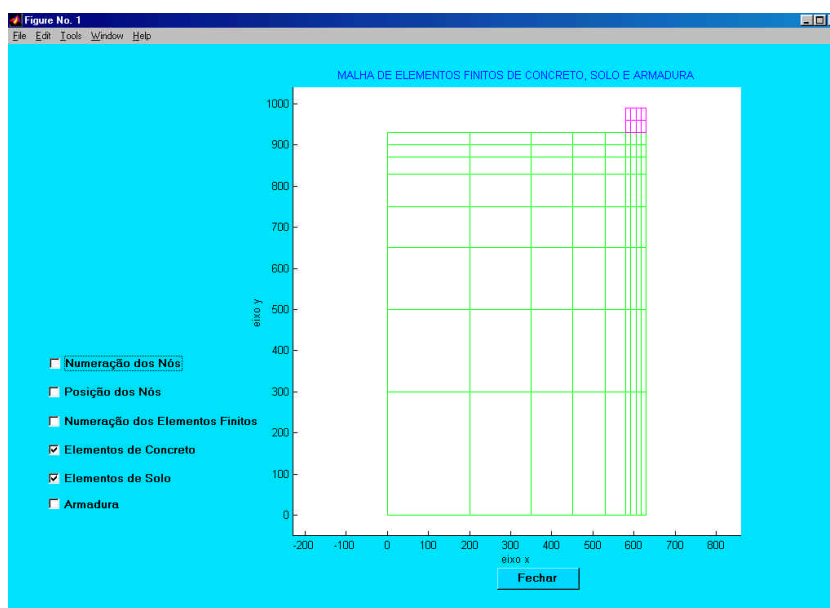 Figure No. 1
File Edit Tools Window Help
MALHA DE ELEMENTOS FINITOS DE CONCRETO, SOLO E ARMADURA
1000
900
800
700
600
500
400
300
200
100
0
eixo y
-200 -100 0 100 200 300 400 500 600 700 800
eixo x
Numeração dos Nós
Posição dos Nós
Numeração dos Elementos Finitos
Elementos de Concreto
Elementos de Solo
Armadura
Fechar